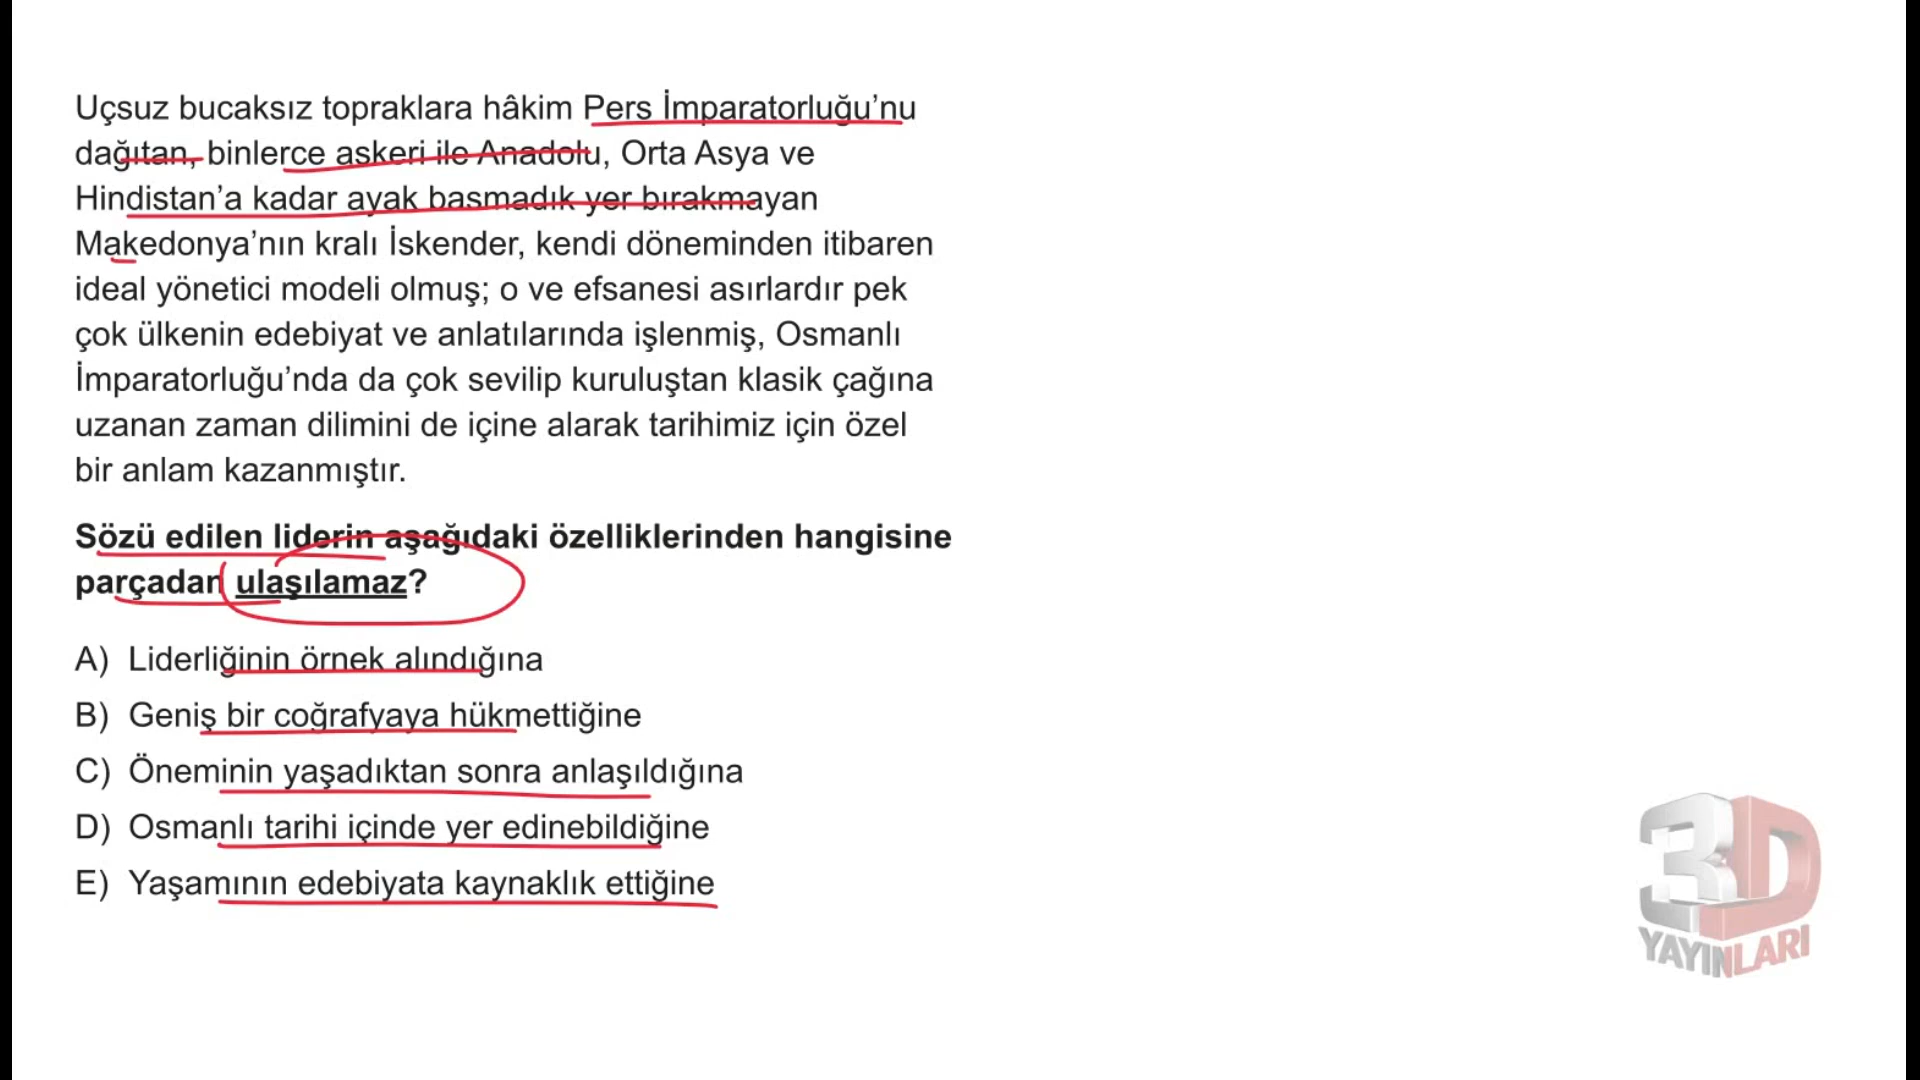 Uçsuz bucaksız topraklara hâkim Pers İmparatorluğu’nu
dağıtan, binlerce askeri ile Anadolu, Orta Asya ve
Hindistan’a kadar ayak basmadık yer bırakmayan
Makedonya’nın kralı İskender, kendi döneminden itibaren
ideal yönetici modeli olmuş; o ve efsanesi asırlardır pek
çok ülkenin edebiyat ve anlatılarında işlenmiş, Osmanlı
İmparatorluğu’nda da çok sevilip kuruluştan klasik çağına
uzanan zaman dilimini de içine alarak tarihimiz için özel
bir anlam kazanmıştır.
Sözü edilen liderin aşağıdaki özelliklerinden hangisine
parçadan ulaşılamaz?
A) Liderliğinin örnek alındığına
B) Geniş bir coğrafyaya hükmettiğine
C) Öneminin yaşadıktan sonra anlaşıldığına
D) Osmanlı tarihi içinde yer edinebildiğine
E) Yaşamının edebiyata kaynaklık ettiğine
3D
YAYINLARI